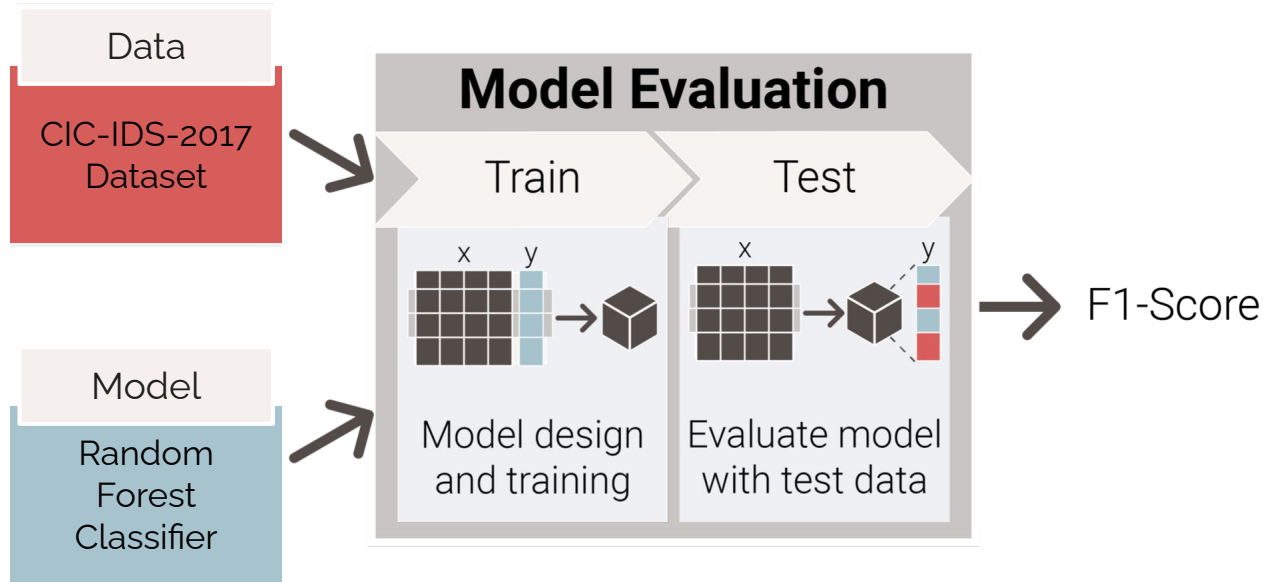 Data
CIC-IDS-2017
Dataset
Model
Random
Forest
Classifier
Model Evaluation
Train
Test
x
y
x
y
Model design
and training
Evaluate model
with test data
F1-Score